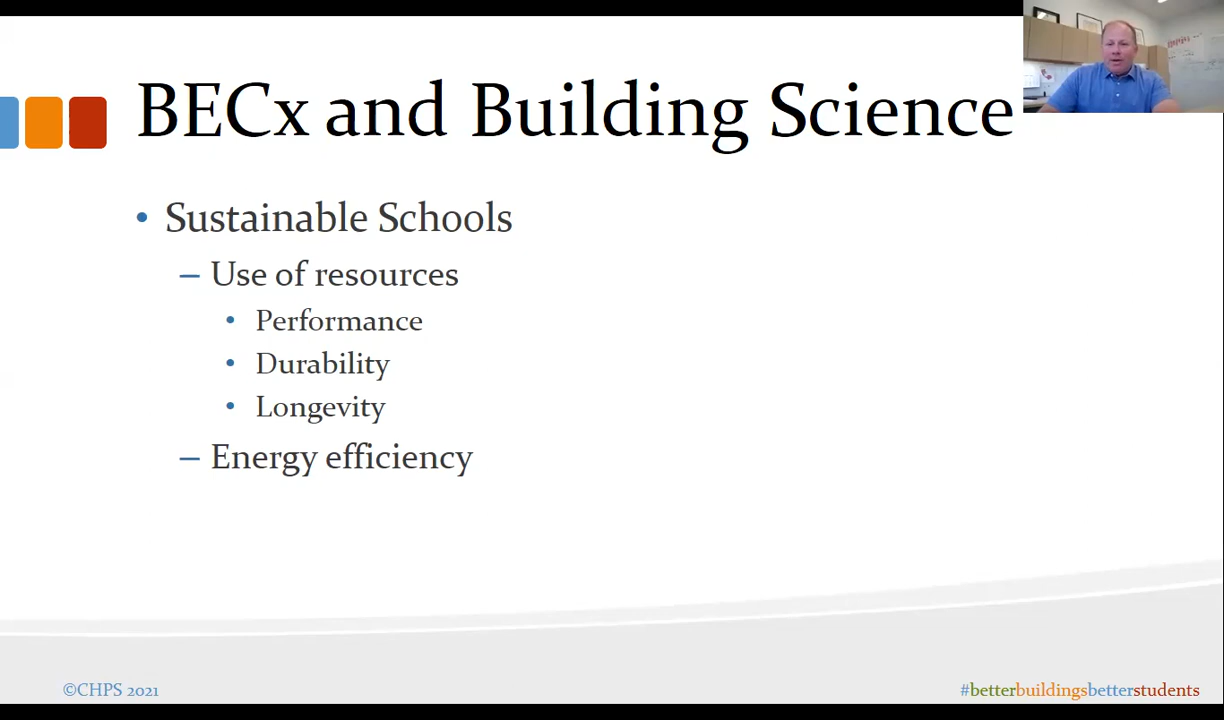 BECx and Building Science
• Sustainable Schools
– Use of resources
• Performance
• Durability
• Longevity
– Energy efficiency
©CHPS 2021
#betterbuildingsbetterstudents